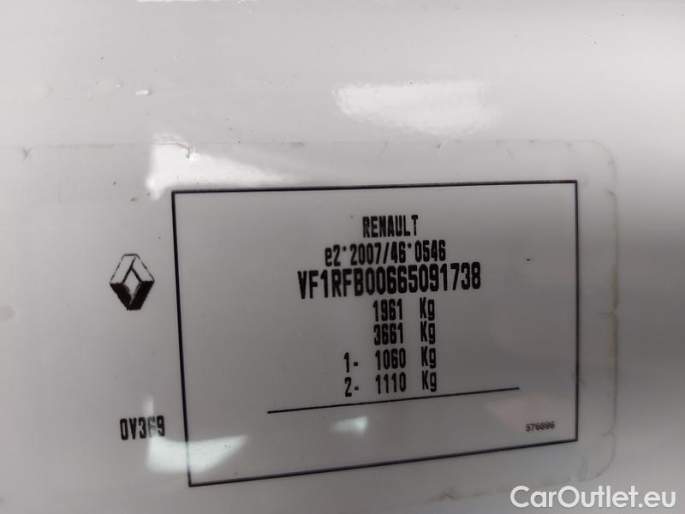 RENAULT
e2*2007/46*0546
VF1RFB00665091738
1961 Kg
3661 Kg
1- 1060 Kg
2- 1110 Kg
0V369
576696
CarOutlet.eu